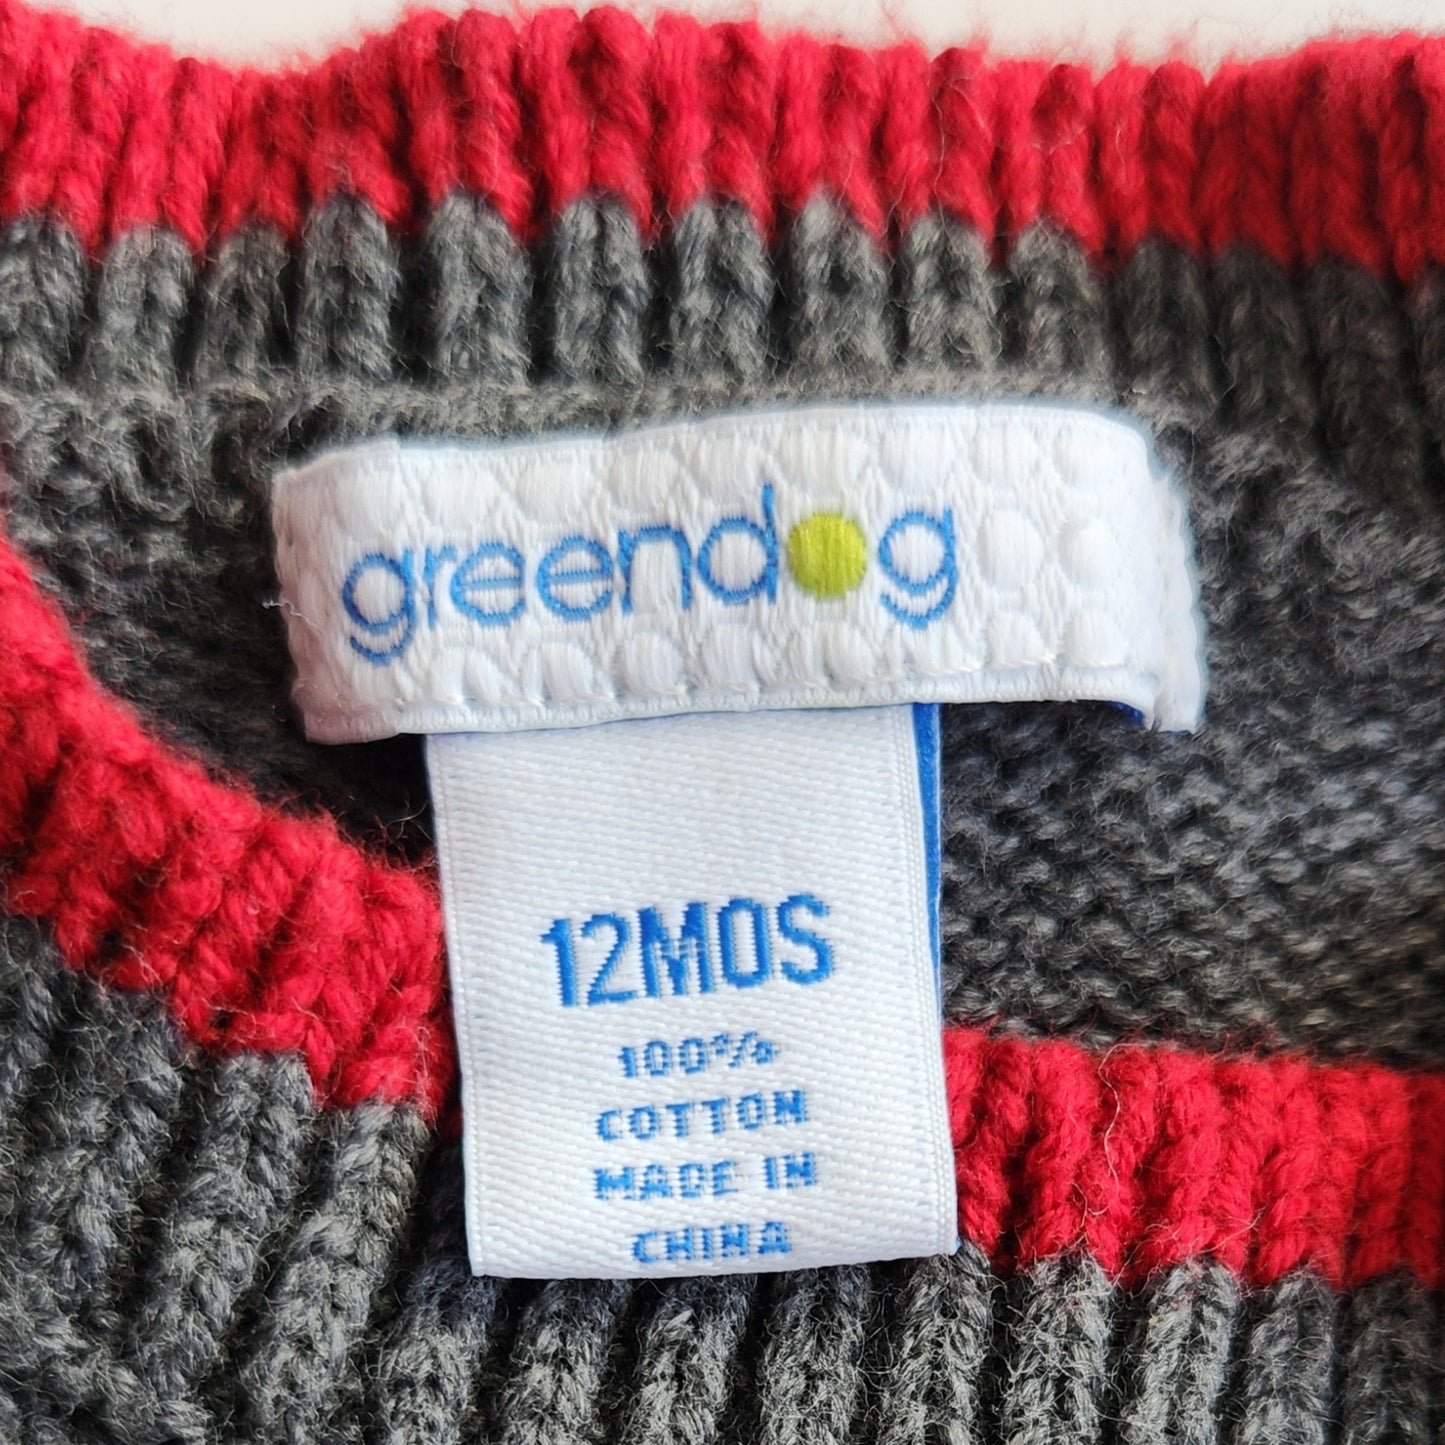 greendog
12MOS
100%
COTTON
MADE IN
CHINA